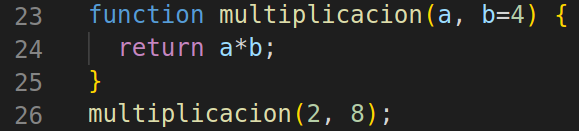 23 function multiplicacion(a, b=4) {
24   return a*b;
25 }
26 multiplicacion(2, 8);